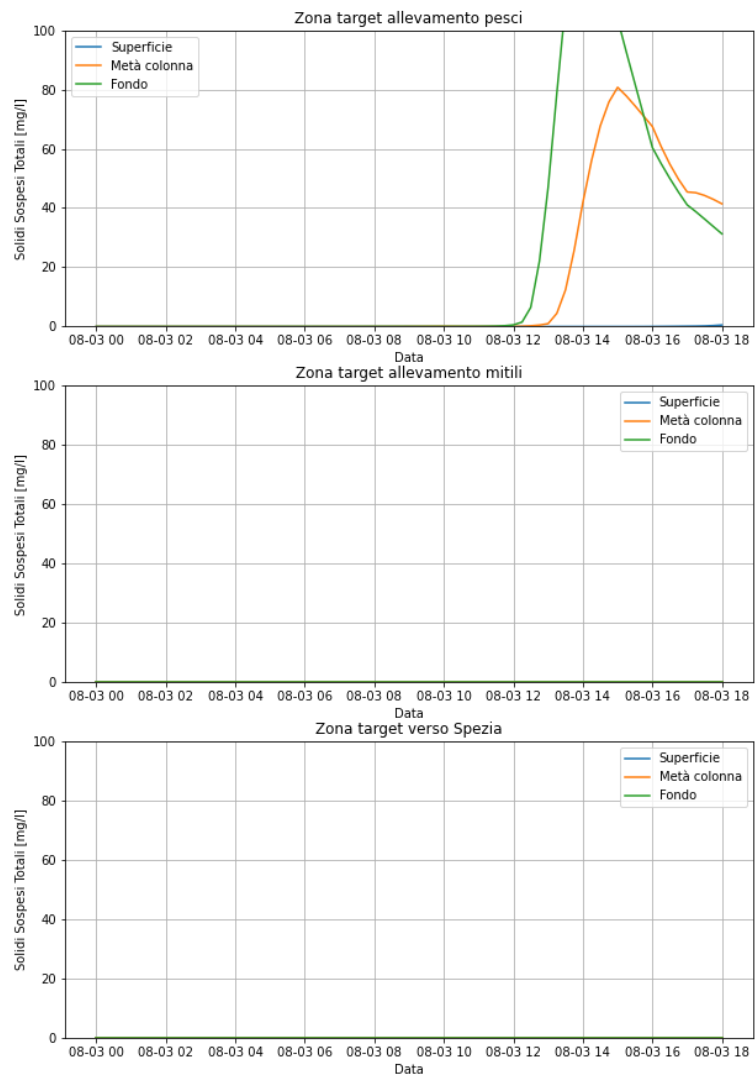 Zona target allevamento pesci
100
80
60
40
20
0
Solidi Sospesi Totali [mg/l]
Superficie
Metà colonna
Fondo
08-03 00 08-03 02 08-03 04 08-03 06 08-03 08 08-03 10 08-03 12 08-03 14 08-03 16 08-03 18
Data
Zona target allevamento mitili
100
80
60
40
20
0
Solidi Sospesi Totali [mg/l]
Superficie
Metà colonna
Fondo
08-03 00 08-03 02 08-03 04 08-03 06 08-03 08 08-03 10 08-03 12 08-03 14 08-03 16 08-03 18
Data
Zona target verso Spezia
100
80
60
40
20
0
Solidi Sospesi Totali [mg/l]
Superficie
Metà colonna
Fondo
08-03 00 08-03 02 08-03 04 08-03 06 08-03 08 08-03 10 08-03 12 08-03 14 08-03 16 08-03 18
Data